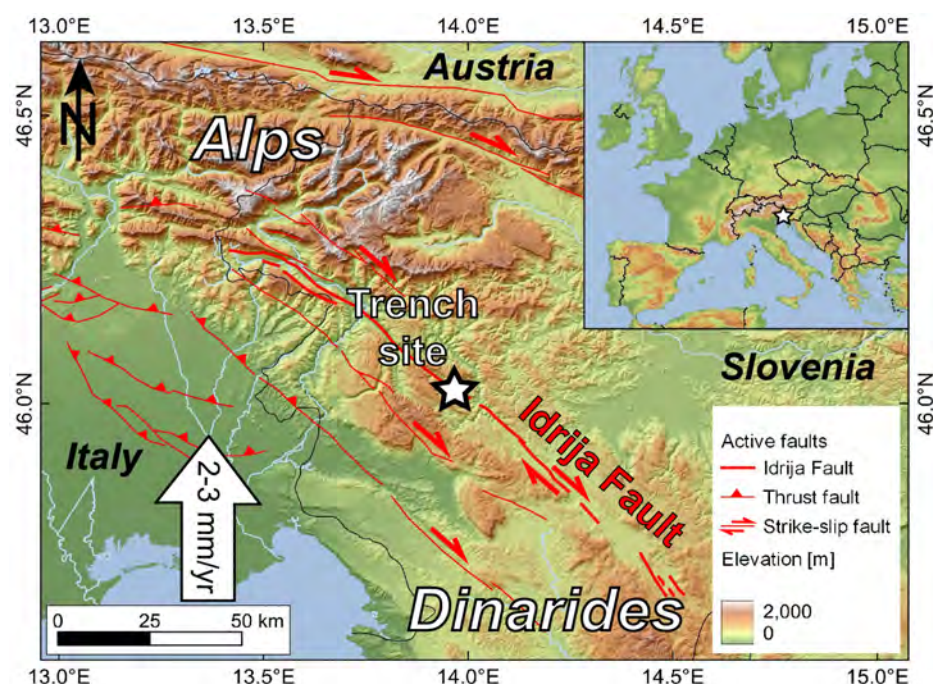 13.0°E 13.5°E 14.0°E 14.5°E 15.0°E
46.5°N
46.5°N
N
Austria
Alps
Trench
site
Slovenia
46.0°N
46.0°N
Idrija Fault
Italy
2-3 mm/yr
Dinarides
Active faults
Idrija Fault
Thrust fault
Strike-slip fault
Elevation [m]
2,000
0
0 25 50 km
13.0°E 13.5°E 14.0°E 14.5°E 15.0°E